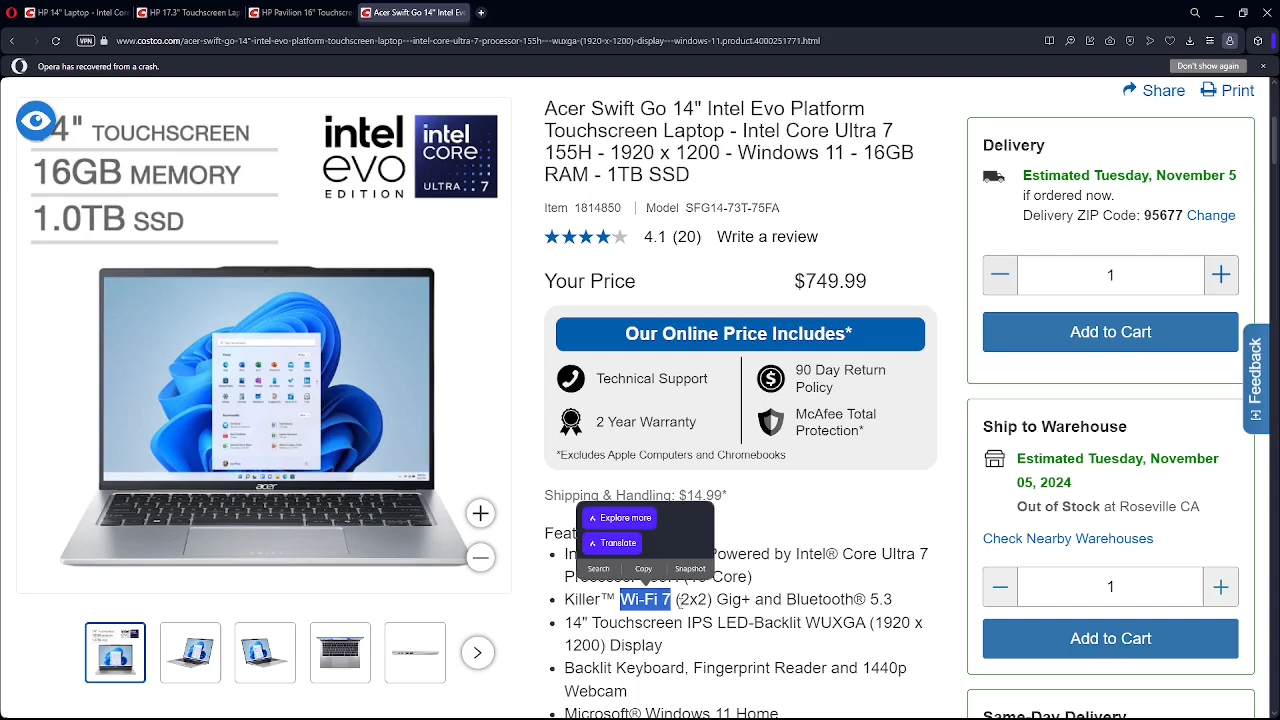 HP 14" Laptop - Intel Core
HP 17.3" Touchscreen Lap
HP Pavilion 16" Touchscre
Acer Swift Go 14" Intel Ev
VPN
www.costco.com/acer-swift-go-14"-intel-evo-platform-touchscreen-laptop---intel-core-ultra-7-processor-155h---wuxga-(1920-x-1200)-display---windows-11.product.4000251771.html
Opera has recovered from a crash.
Don't show again
Share
Print
4" TOUCHSCREEN
16GB MEMORY
1.0TB SSD
intel
evo
EDITION
intel
CORE
ULTRA 7
acer
Acer Swift Go 14" Intel Evo Platform
Touchscreen Laptop - Intel Core Ultra 7
155H - 1920 x 1200 - Windows 11 - 16GB
RAM - 1TB SSD
Item 1814850 | Model SFG14-73T-75FA
4.1 (20) Write a review
Your Price $749.99
Our Online Price Includes*
Technical Support
90 Day Return
Policy
2 Year Warranty
McAfee Total
Protection*
*Excludes Apple Computers and Chromebooks
Shipping & Handling: $14.99*
Explore more
Translate
Search
Copy
Snapshot
Feat
Powered by Intel® Core Ultra 7
Core)
• Killer™ Wi-Fi 7 (2x2) Gig+ and Bluetooth® 5.3
• 14" Touchscreen IPS LED-Backlit WUXGA (1920 x
1200) Display
• Backlit Keyboard, Fingerprint Reader and 1440p
Webcam
• Microsoft® Windows 11 Home
Delivery
Estimated Tuesday, November 5
if ordered now.
Delivery ZIP Code: 95677 Change
1
Add to Cart
Ship to Warehouse
Estimated Tuesday, November
05, 2024
Out of Stock at Roseville CA
Check Nearby Warehouses
1
Add to Cart
Same-Day Delivery
[+] Feedback